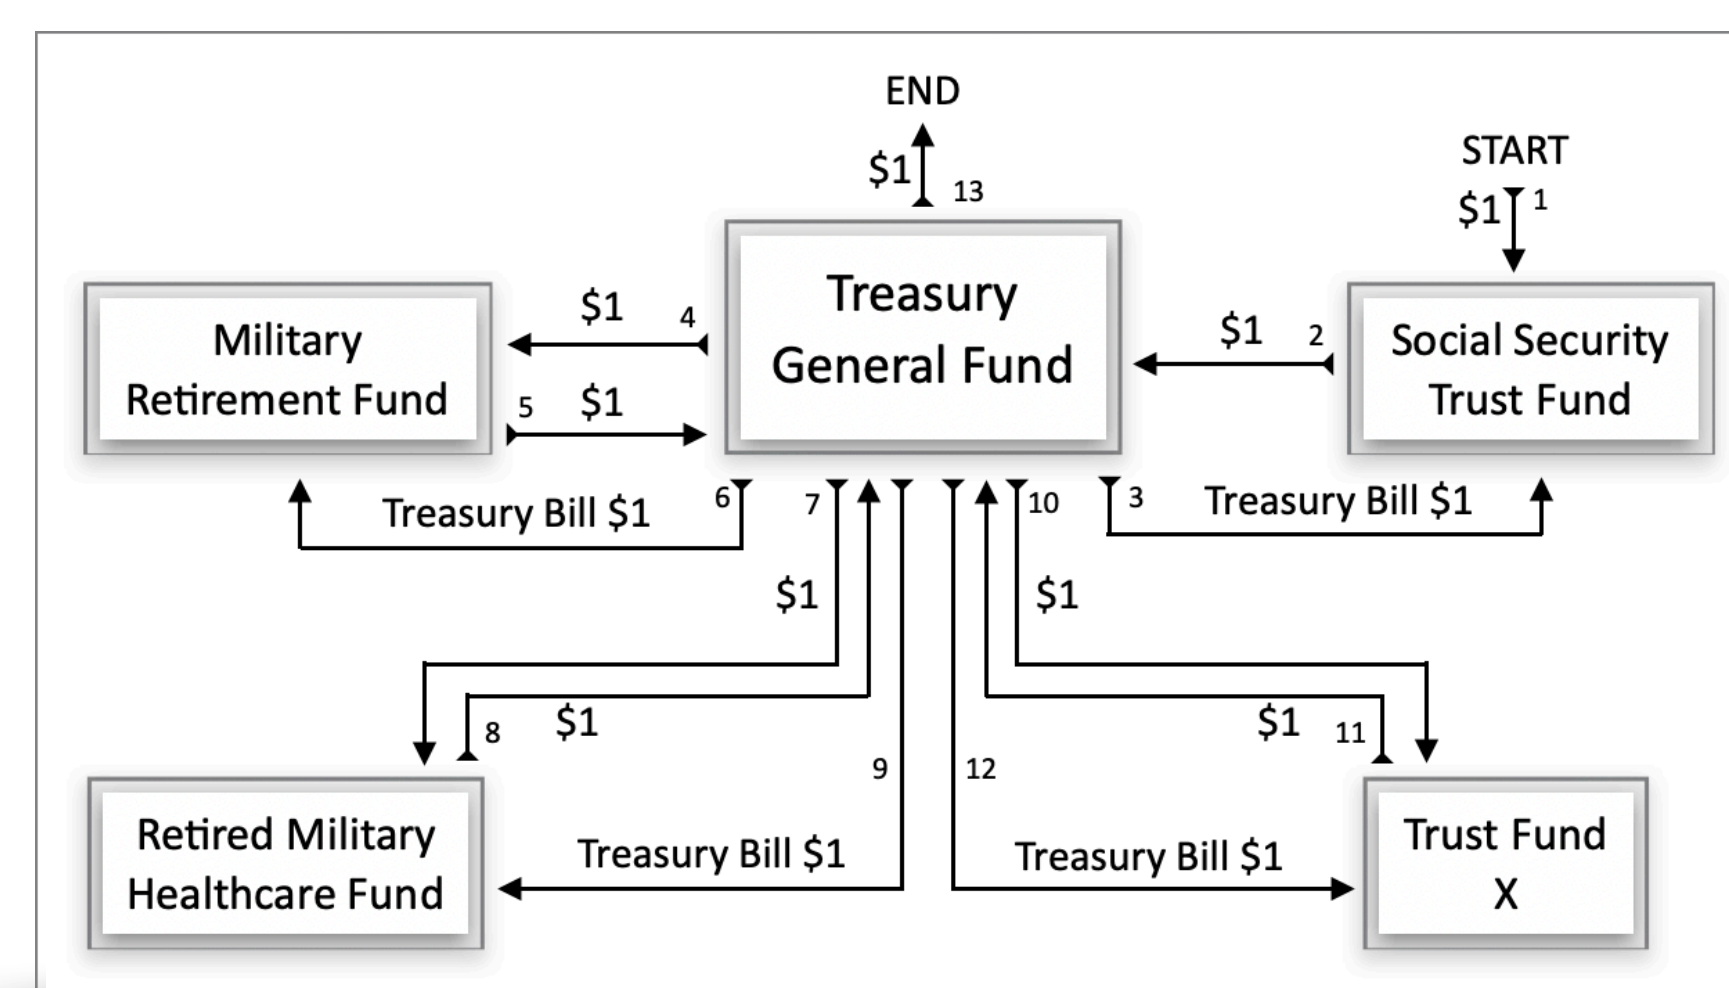 END
START
$1
13
$1
1
Treasury
General Fund
Military
Retirement Fund
$1
4
$1
2
Social Security
Trust Fund
5
$1
Treasury Bill $1
6
7
10
3
Treasury Bill $1
$1
$1
8
$1
$1
11
9
12
Retired Military
Healthcare Fund
Treasury Bill $1
Treasury Bill $1
Trust Fund
X